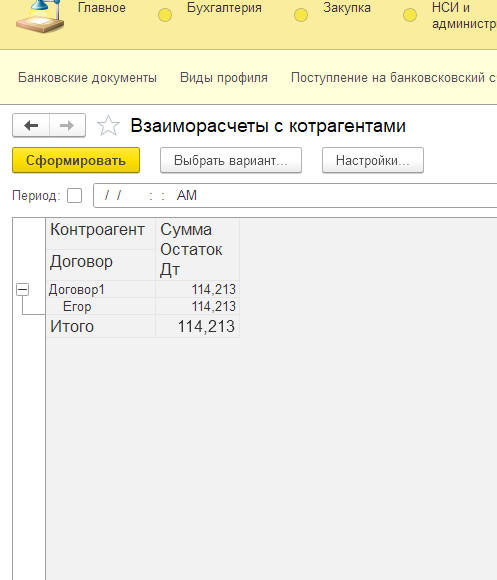 Главное Бухгалтерия Закупка НСИ и
администр
Банковские документы Виды профиля Поступление на банковсковский с
Взаиморасчеты с котрагентами
Сформировать Выбрать вариант... Настройки...
Период: / / : : AM
Контроагент Сумма
Остаток
Договор Дт
Договор1 114,213
Егор 114,213
Итого 114,213